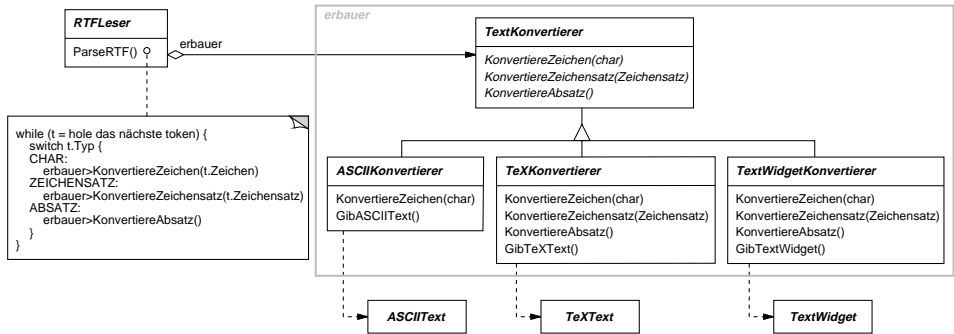 RTFLeser
ParseRTF()
erbauer
erbauer
TextKonvertierer
KonvertiereZeichen(char)
KonvertiereZeichensatz(Zeichensatz)
KonvertiereAbsatz()
while (t = hole das nächste token) {
switch t.Typ {
CHAR:
erbauer>KonvertiereZeichen(t.Zeichen)
ZEICHENSATZ:
erbauer>KonvertiereZeichensatz(t.Zeichensatz)
ABSATZ:
erbauer>KonvertiereAbsatz()
}
}
ASCIIKonvertierer
KonvertiereZeichen(char)
GibASCIIText()
TeXKonvertierer
KonvertiereZeichen(char)
KonvertiereZeichensatz(Zeichensatz)
KonvertiereAbsatz()
GibTeXText()
TextWidgetKonvertierer
KonvertiereZeichen(char)
KonvertiereZeichensatz(Zeichensatz)
KonvertiereAbsatz()
GibTextWidget()
ASCIIText
TeXText
TextWidget